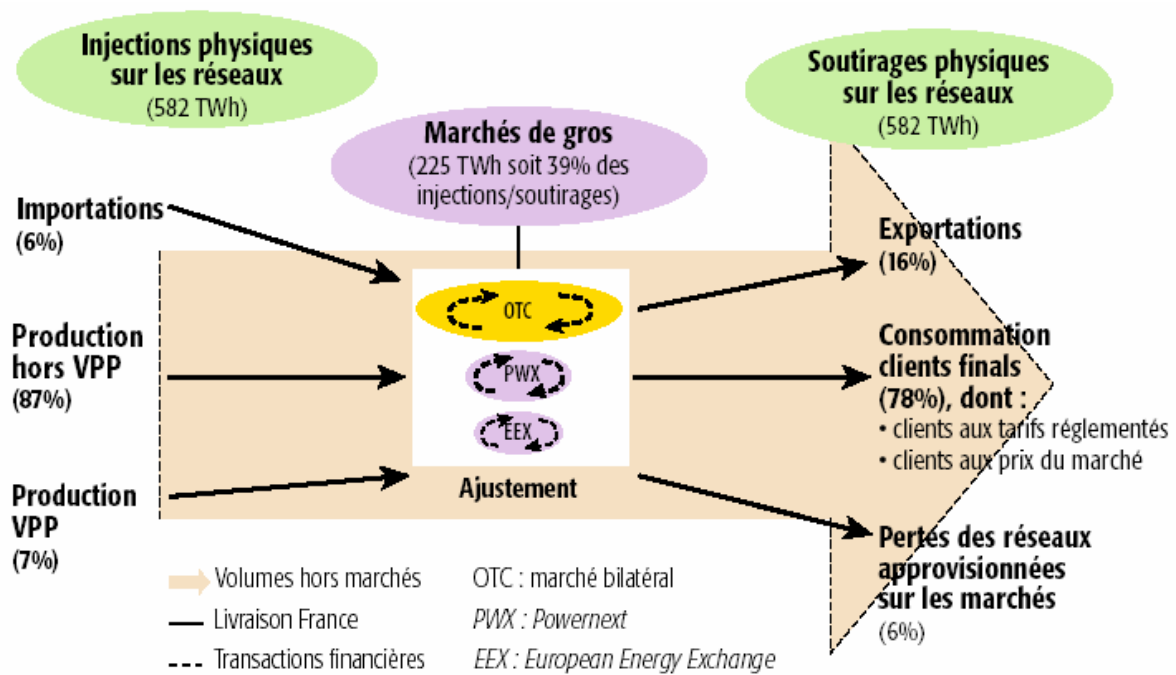 Injections physiques
sur les réseaux
(582 TWh)
Soutirages physiques
sur les réseaux
(582 TWh)
Marchés de gros
(225 TWh soit 39% des
injections/soutirages)
Importations
(6%)
Production
hors VPP
(87%)
Production
VPP
(7%)
OTC
PWX
EEX
Ajustement
Exportations
(16%)
Consommation
clients finals
(78%), dont :
• clients aux tarifs réglementés
• clients aux prix du marché
Pertes des réseaux
approvisionnées
sur les marchés
(6%)
Volumes hors marchés
Livraison France
Transactions financières
OTC : marché bilatéral
PWX : Powernext
EEX : European Energy Exchange